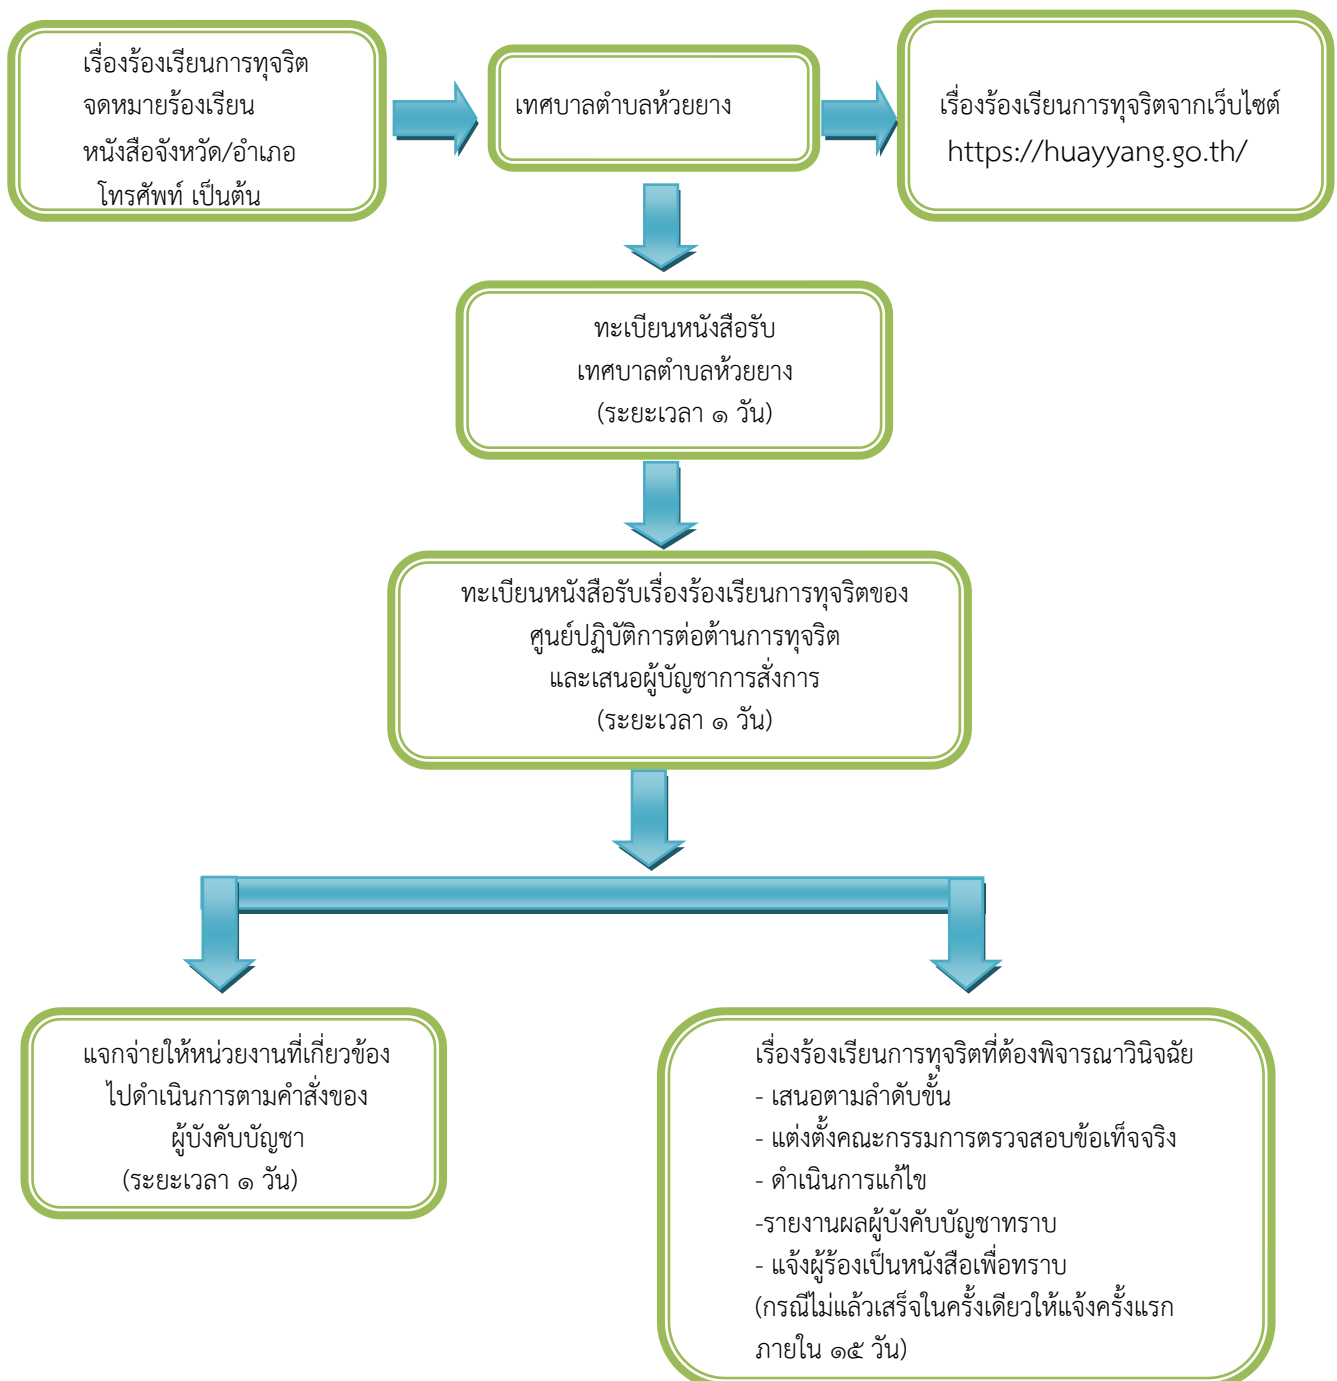 เรื่องร้องเรียนการทุจริต
จดหมายร้องเรียน
หนังสือจังหวัด/อำเภอ
โทรศัพท์ เป็นต้น
เทศบาลตำบลห้วยยาง
เรื่องร้องเรียนการทุจริตจากเว็บไซต์
https://huayyang.go.th/
ทะเบียนหนังสือรับ
เทศบาลตำบลห้วยยาง
(ระยะเวลา ๑ วัน)
ทะเบียนหนังสือรับเรื่องร้องเรียนการทุจริตของ
ศูนย์ปฏิบัติการต่อต้านการทุจริต
และเสนอผู้บัญชาการสั่งการ
(ระยะเวลา ๑ วัน)
แจกจ่ายให้หน่วยงานที่เกี่ยวข้อง
ไปดำเนินการตามคำสั่งของ
ผู้บังคับบัญชา
(ระยะเวลา ๑ วัน)
เรื่องร้องเรียนการทุจริตที่ต้องพิจารณาวินิจฉัย
- เสนอตามลำดับขั้น
- แต่งตั้งคณะกรรมการตรวจสอบข้อเท็จจริง
- ดำเนินการแก้ไข
-รายงานผลผู้บังคับบัญชาทราบ
- แจ้งผู้ร้องเป็นหนังสือเพื่อทราบ
(กรณีไม่แล้วเสร็จในครั้งเดียวให้แจ้งครั้งแรก
ภายใน ๑๕ วัน)